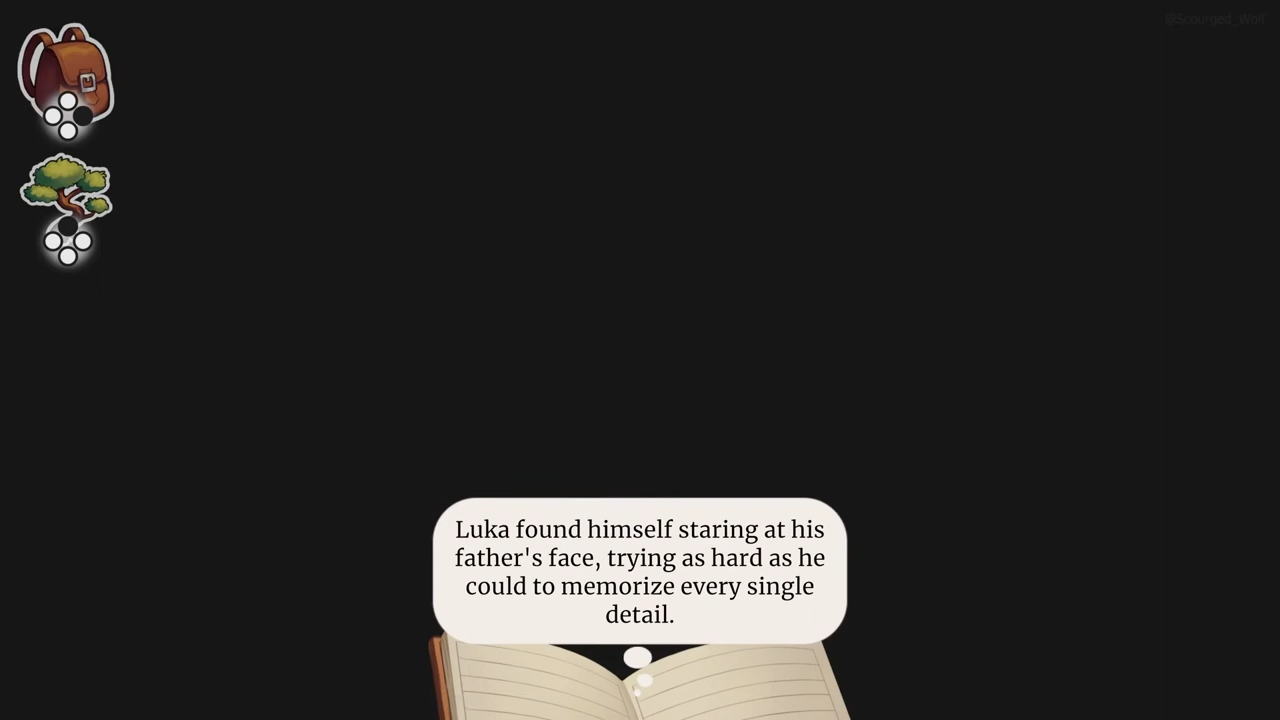 @Scourged_Wolf
Luka found himself staring at his
father's face, trying as hard as he
could to memorize every single
detail.